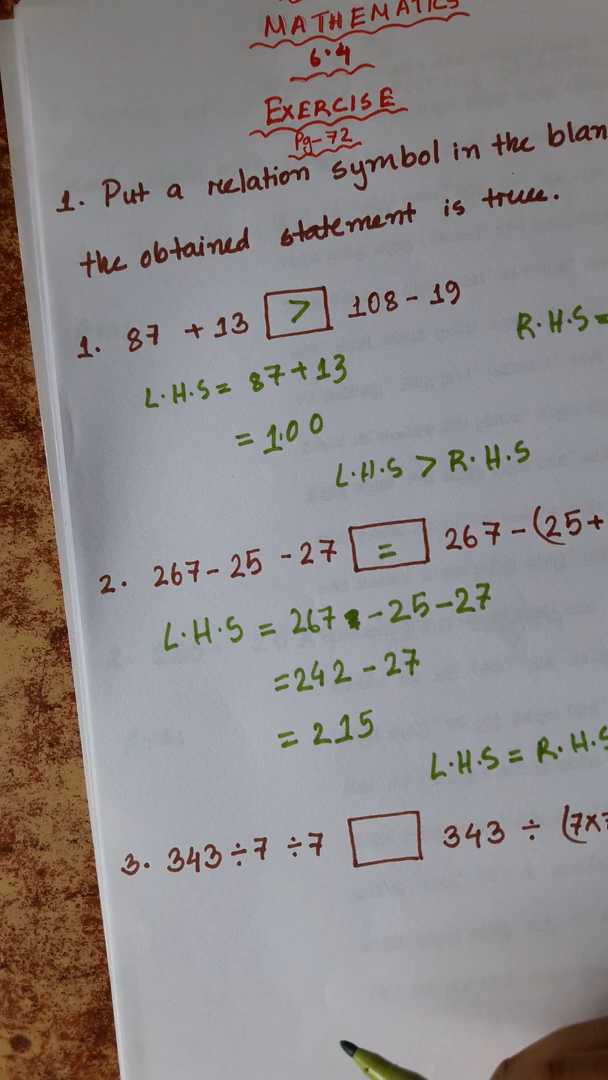 MATHEMATICS
6.4
EXERCISE
Pg-72
1. Put a relation symbol in the
the obtained statement is true.
1. 87 + 13 > 108 - 19
R.H.S =
L.H.S = 87+13
= 100
L.H.S > R.H.S
2. 267- 25 - 27 = 267 - (25 +
L.H.S = 267 - 25 - 27
= 242 - 27
= 215
L.H.S = R.H.S
3. 343 ÷ 7 ÷ 7 343 ÷ (7×7